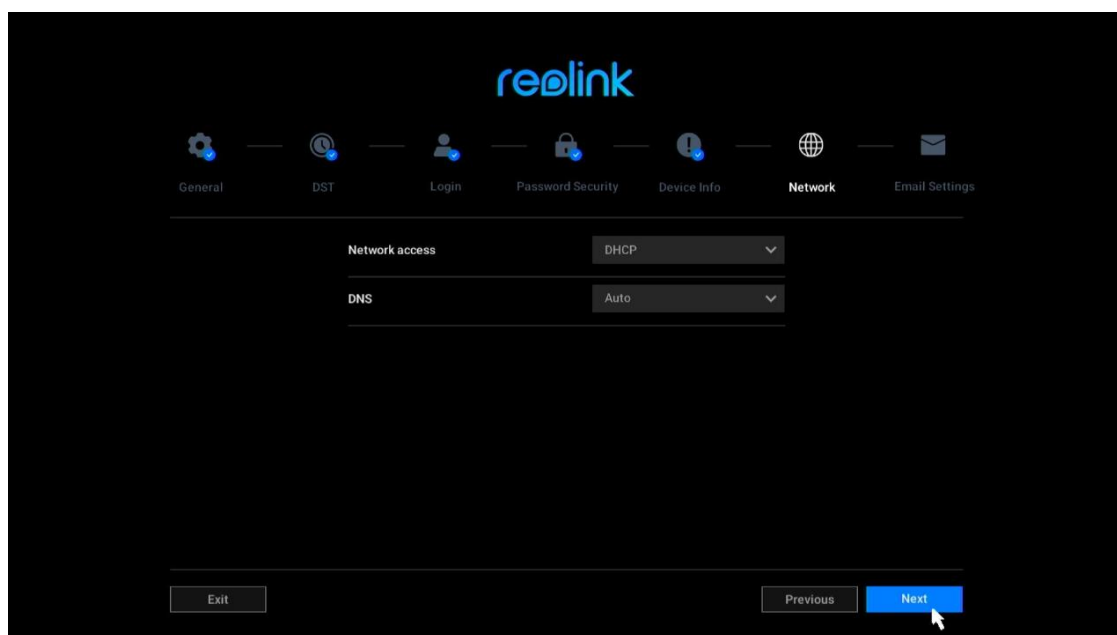 reolink
General DST Login Password Security Device Info Network Email Settings
Network access DHCP
DNS Auto
Exit Previous Next